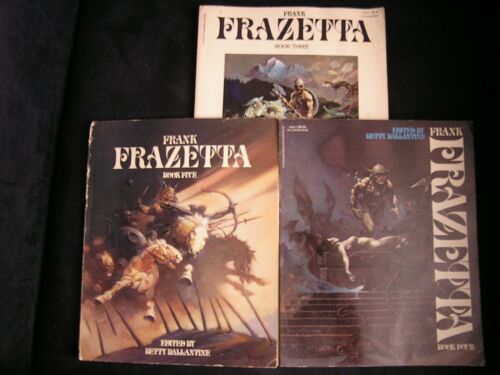 FRANK
FRAZETTA
BOOK THREE
FRANK
FRAZETTA
BOOK FIVE
EDITED BY
BETTY BALLANTINE
EDITED BY
BETTY BALLANTINE
FRANK
FRAZETTA
BOOK FOUR